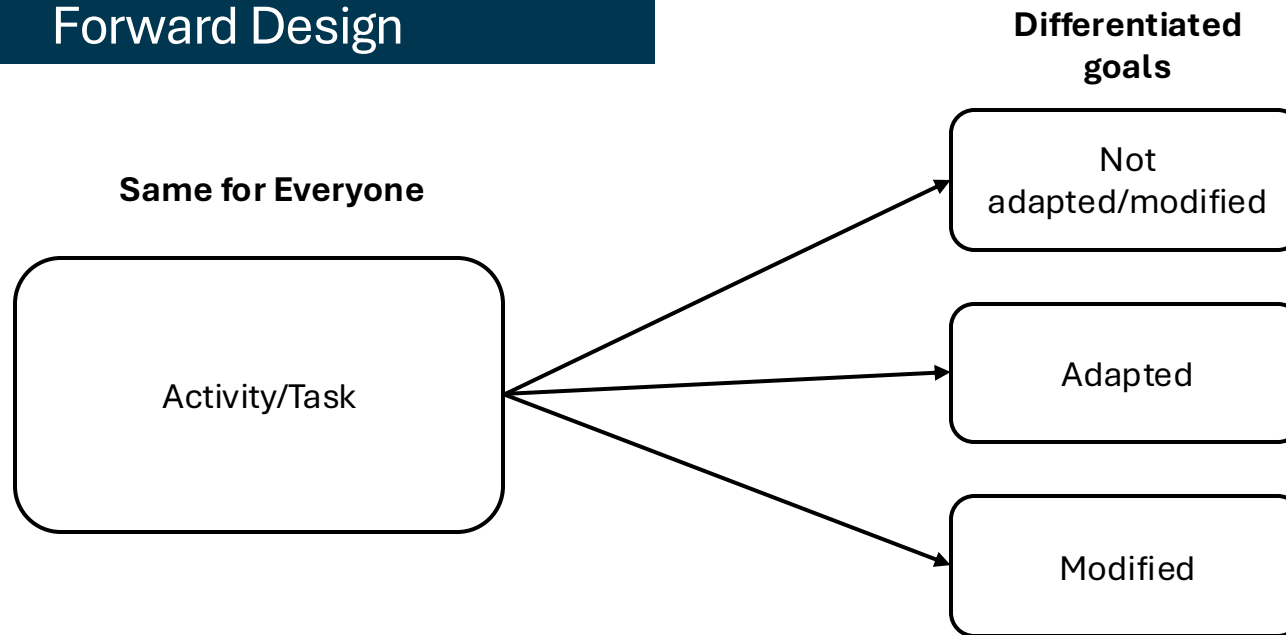 Forward Design
Differentiated
goals
Same for Everyone
Not
adapted/modified
Activity/Task
Adapted
Modified